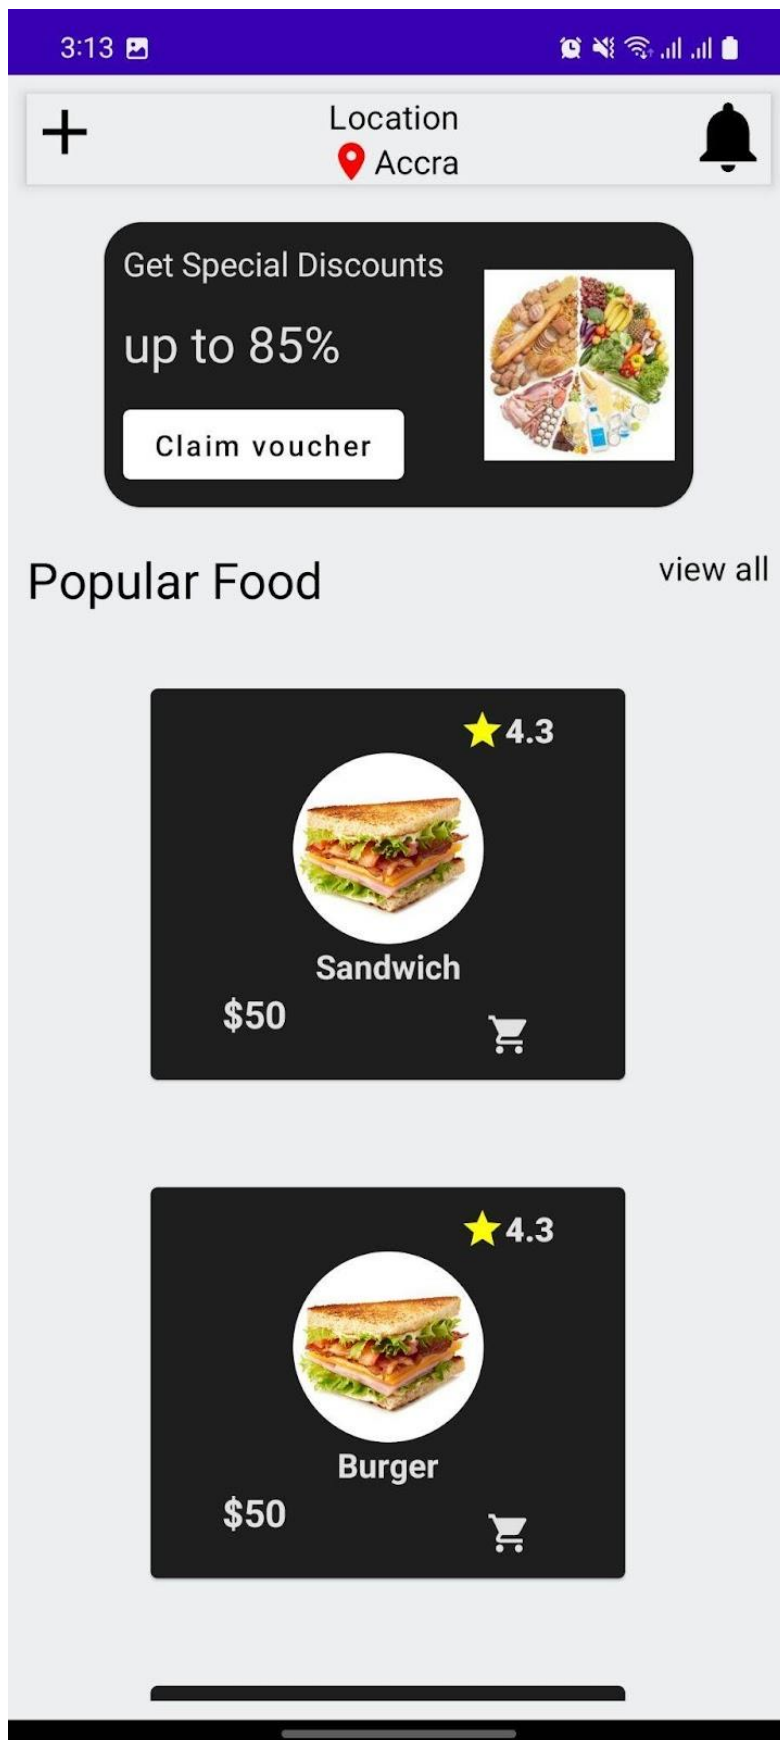 3:13
Location
Accra
Get Special Discounts
up to 85%
Claim voucher
Popular Food
view all
4.3
Sandwich
$50
4.3
Burger
$50